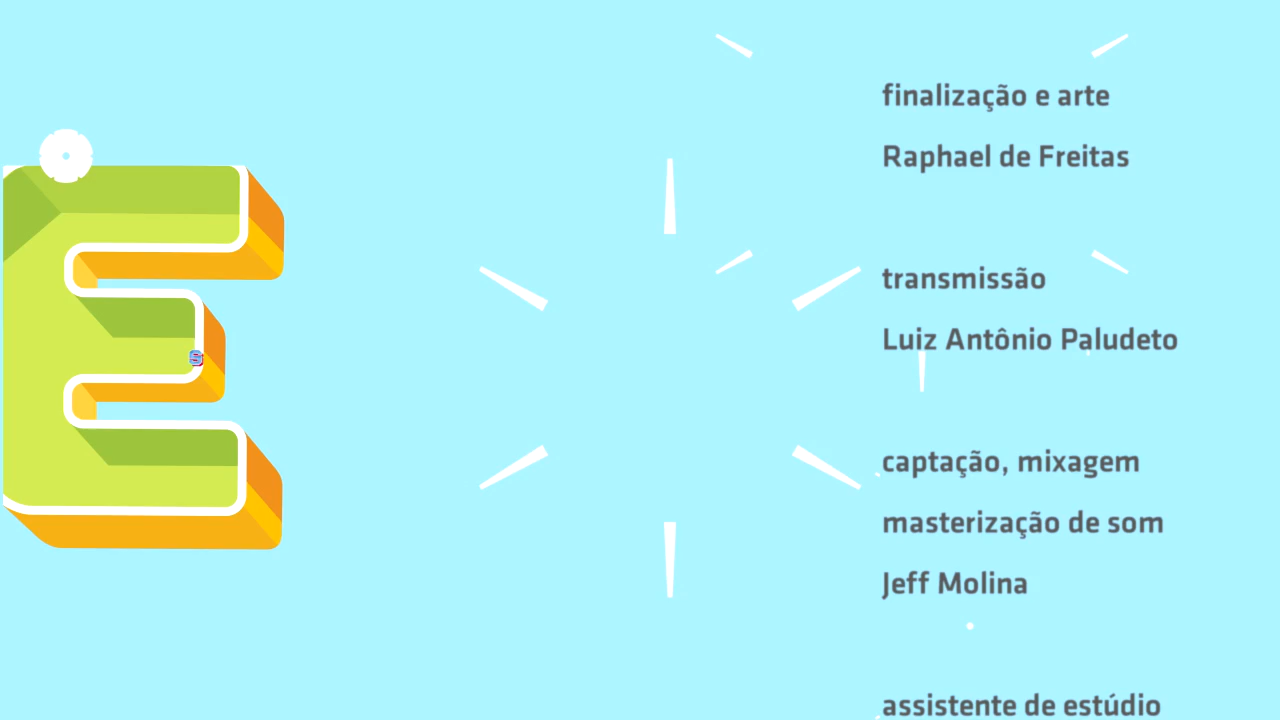 E
S
finalização e arte
Raphael de Freitas
transmissão
Luiz Antônio Paludeto
captação, mixagem
masterização de som
Jeff Molina
assistente de estúdio